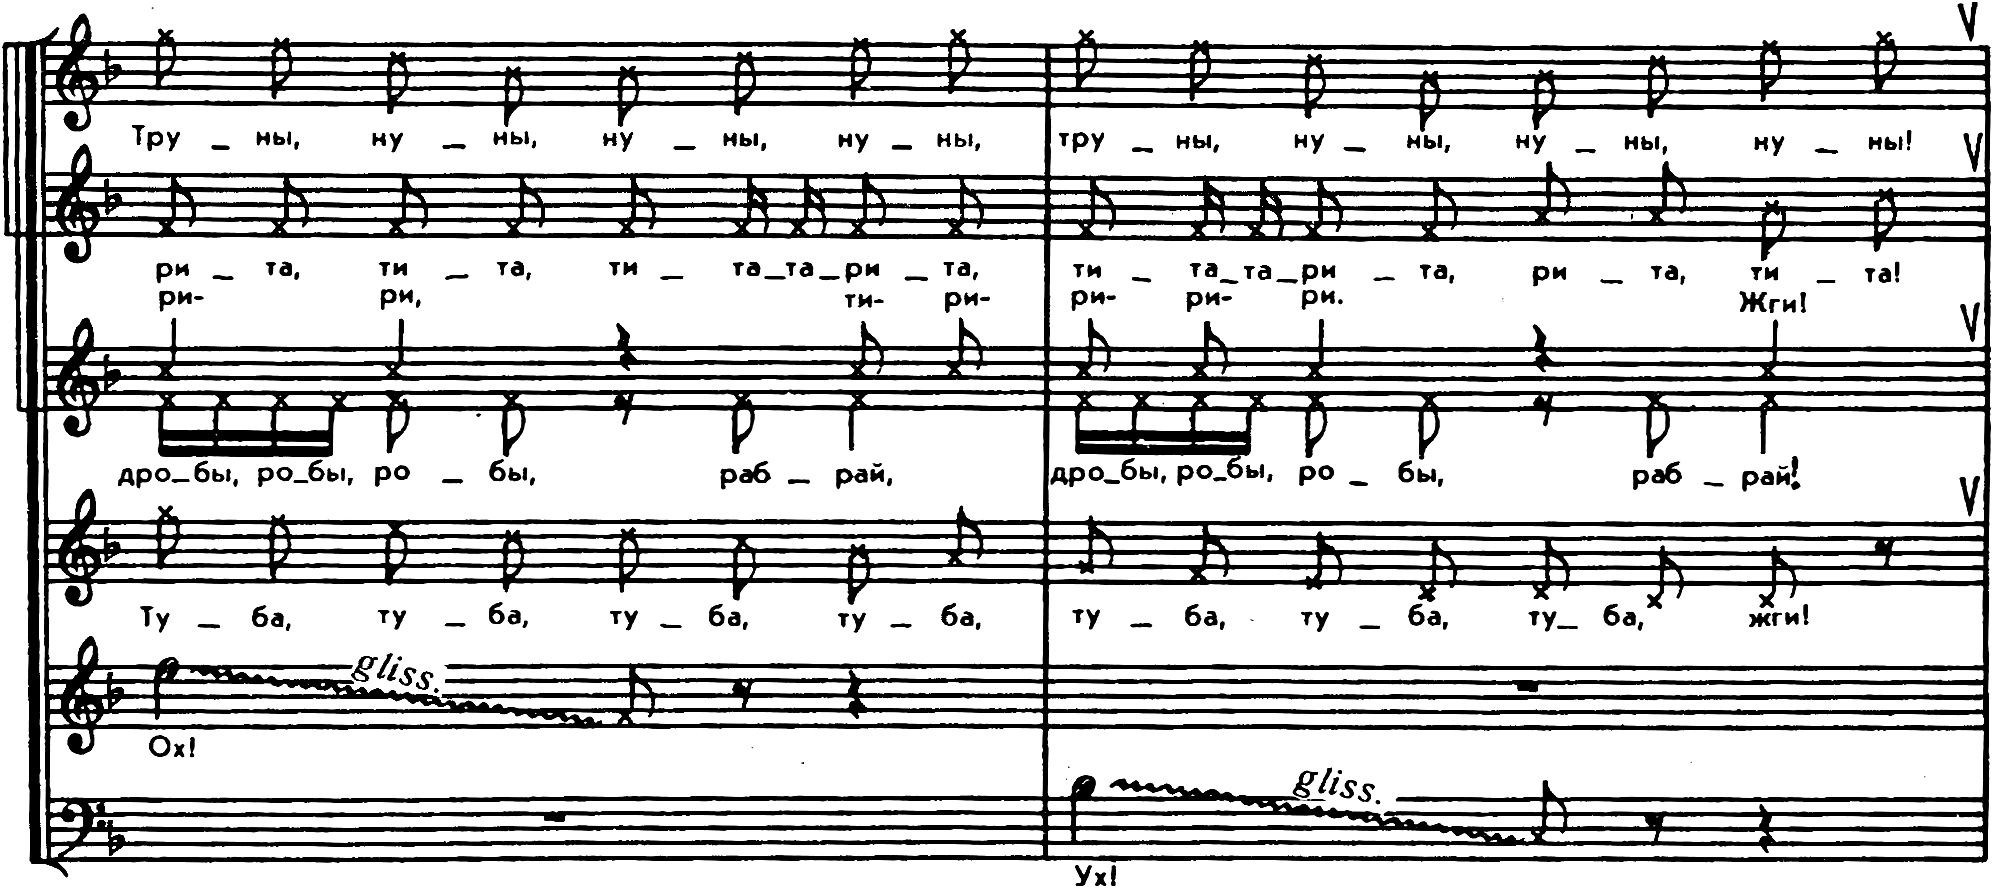 Тру _ ны, ну _ ны, ну _ ны, ну _ ны, тру _ ны, ну _ ны, ну _ ны, ну _ ны!
ри _ та, ти _ та, ти _ та_та_ри _ та, ти _ та_та_ри _ та, ри _ та, ти _ та!
ри- ри, ти- ри- ри- ри- ри. Жги!
дро_бы, ро_бы, ро _ бы, раб _ рай, дро_бы, ро_бы, ро _ бы, раб _ рай!
Ту _ ба, ту _ ба, ту _ ба, ту _ ба, ту _ ба, ту _ ба, ту_ ба, жги!
gliss.
Ох!
gliss.
Ух!